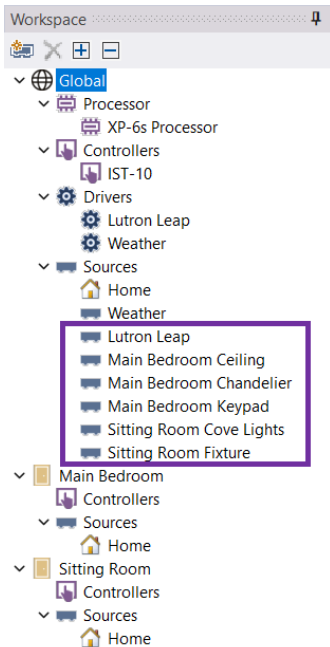 Workspace
Global
Processor
XP-6s Processor
Controllers
IST-10
Drivers
Lutron Leap
Weather
Sources
Home
Weather
Lutron Leap
Main Bedroom Ceiling
Main Bedroom Chandelier
Main Bedroom Keypad
Sitting Room Cove Lights
Sitting Room Fixture
Main Bedroom
Controllers
Sources
Home
Sitting Room
Controllers
Sources
Home